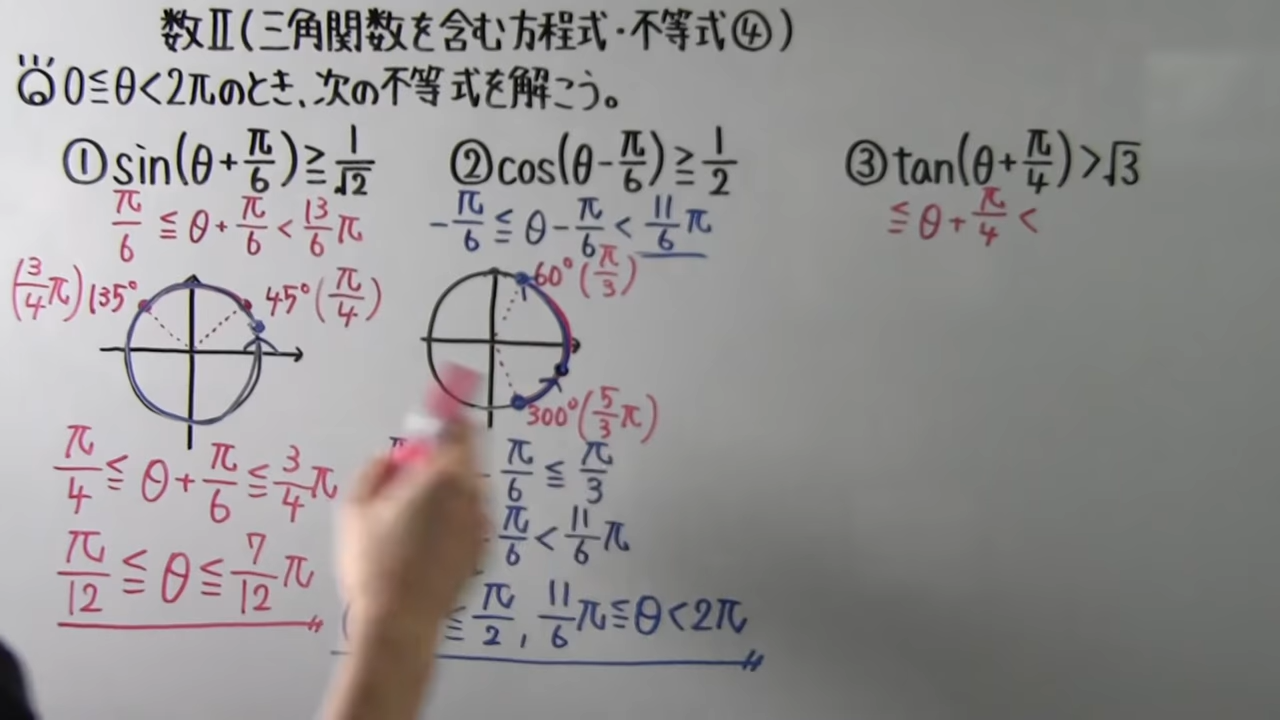 数Ⅱ(三角関数を含む方程式・不等式④)
0≦θ<2πのとき、次の不等式を解こう。
①sin(θ+π/6)≧1/√2
π/6≦θ+π/6<13/6π
(3/4π)135°
45°(π/4)
π/4≦θ+π/6≦3/4π
π/12≦θ≦7/12π
②cos(θ-π/6)≧1/2
-π/6≦θ-π/6<11/6π
60°(π/3)
300°(5/3π)
π/6≦π/3
π/6<11/6π
≦π/2, 11/6π≦θ<2π
③tan(θ+π/4)>√3
≦θ+π/4<